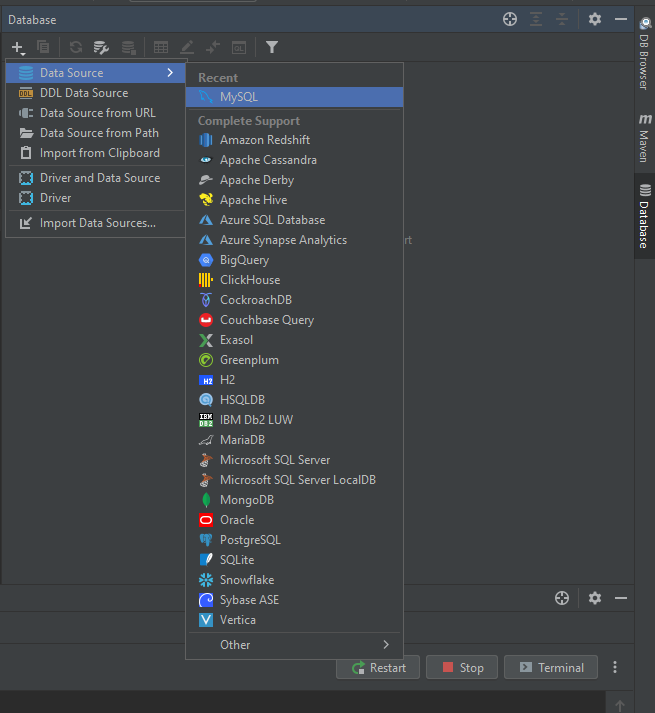 Database
Data Source
DDL Data Source
Data Source from URL
Data Source from Path
Import from Clipboard
Driver and Data Source
Driver
Import Data Sources...
Recent
MySQL
Complete Support
Amazon Redshift
Apache Cassandra
Apache Derby
Apache Hive
Azure SQL Database
Azure Synapse Analytics
BigQuery
ClickHouse
CockroachDB
Couchbase Query
Exasol
Greenplum
H2
HSQLDB
IBM Db2 LUW
MariaDB
Microsoft SQL Server
Microsoft SQL Server LocalDB
MongoDB
Oracle
PostgreSQL
SQLite
Snowflake
Sybase ASE
Vertica
Other
Restart
Stop
Terminal
DB Browser
Maven
Database